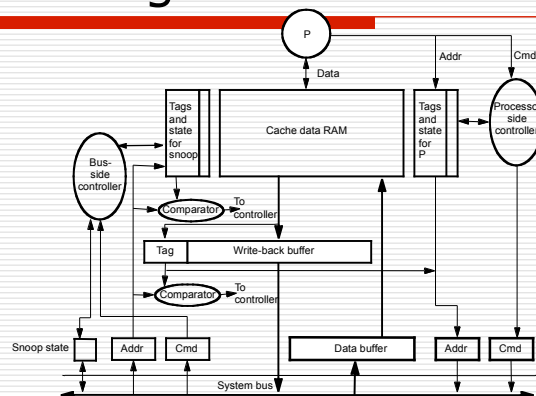 P
Data
Addr
Cmd
Tags
and
state
for
snoop
Cache data RAM
Tags
and
state
for
P
Processo
side
controlle
Bus-
side
controller
Comparator
To
controller
Tag
Write-back buffer
Comparator
To
controller
Snoop state
Addr
Cmd
Data buffer
Addr
Cmd
System bus